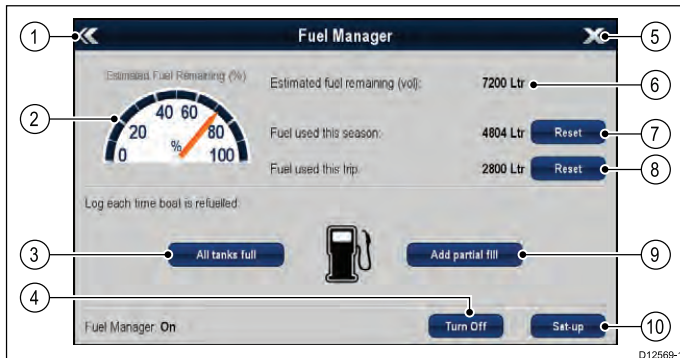 Fuel Manager
1
5
Estimated Fuel Remaining (%)
Estimated fuel remaining (vol):
7200 Ltr
6
2
0
20
40
60
80
100
%
Fuel used this season:
4804 Ltr
Reset
7
Fuel used this trip:
2800 Ltr
Reset
8
Log each time boat is refuelled:
3
All tanks full
Add partial fill
9
4
Fuel Manager: On
Turn Off
Set-up
10